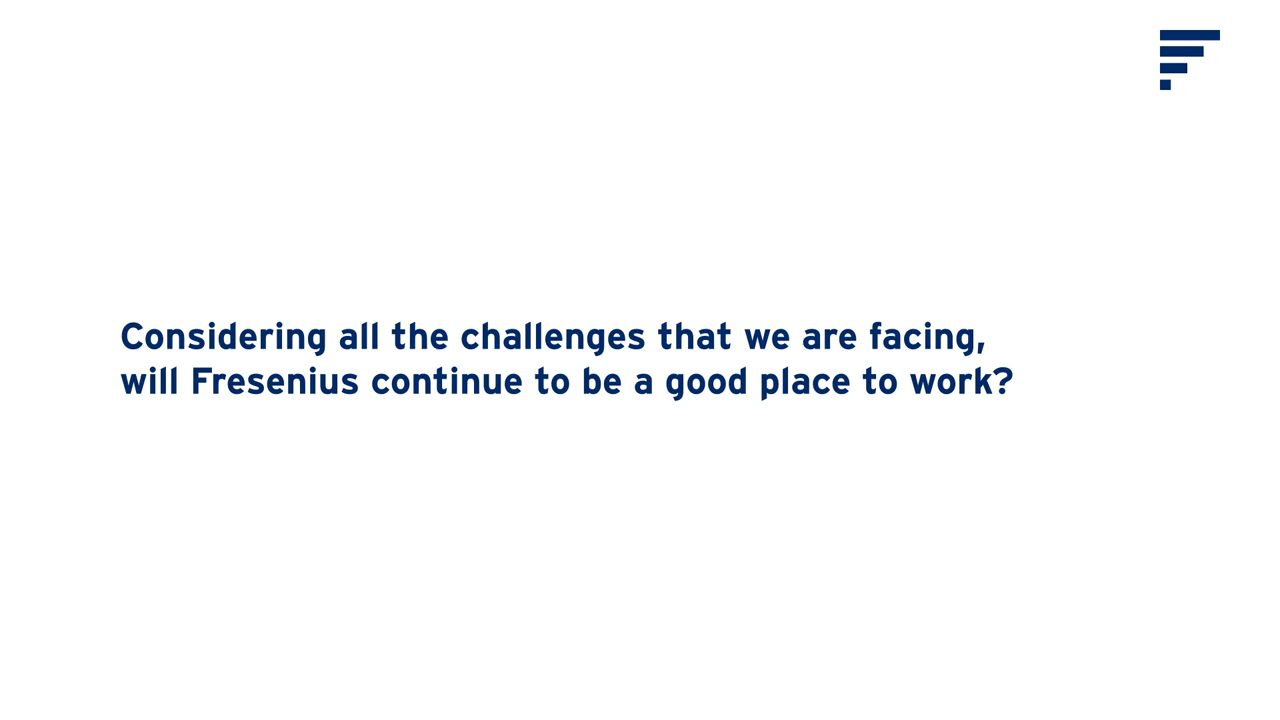 Considering all the challenges that we are facing,
will Fresenius continue to be a good place to work?